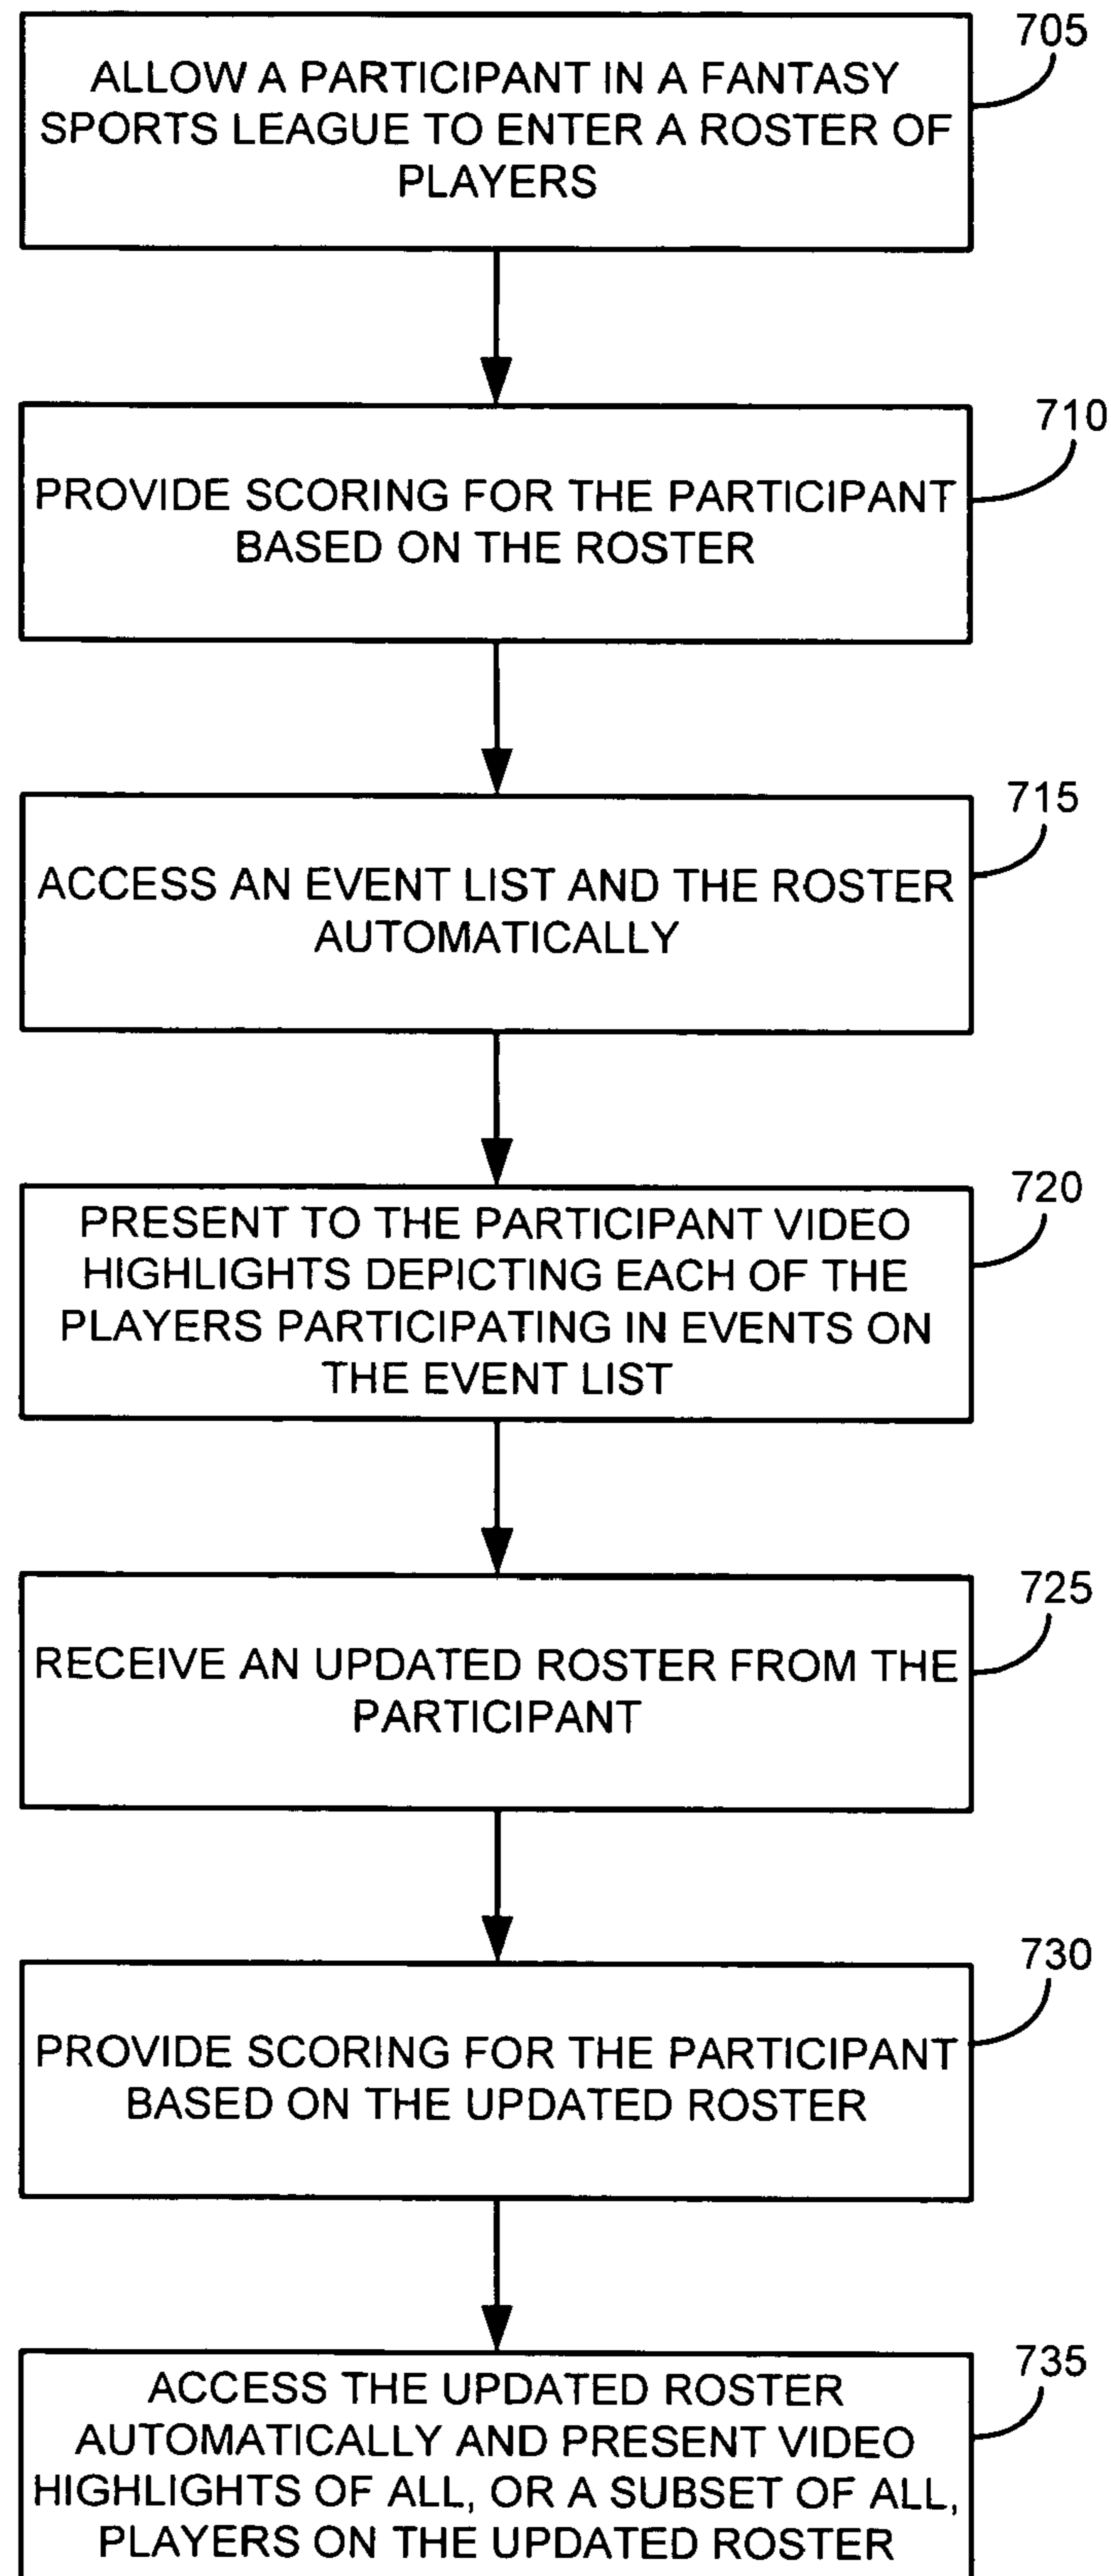 705
ALLOW A PARTICIPANT IN A FANTASY
SPORTS LEAGUE TO ENTER A ROSTER OF
PLAYERS
710
PROVIDE SCORING FOR THE PARTICIPANT
BASED ON THE ROSTER
715
ACCESS AN EVENT LIST AND THE ROSTER
AUTOMATICALLY
720
PRESENT TO THE PARTICIPANT VIDEO
HIGHLIGHTS DEPICTING EACH OF THE
PLAYERS PARTICIPATING IN EVENTS ON
THE EVENT LIST
725
RECEIVE AN UPDATED ROSTER FROM THE
PARTICIPANT
730
PROVIDE SCORING FOR THE PARTICIPANT
BASED ON THE UPDATED ROSTER
735
ACCESS THE UPDATED ROSTER
AUTOMATICALLY AND PRESENT VIDEO
HIGHLIGHTS OF ALL, OR A SUBSET OF ALL,
PLAYERS ON THE UPDATED ROSTER